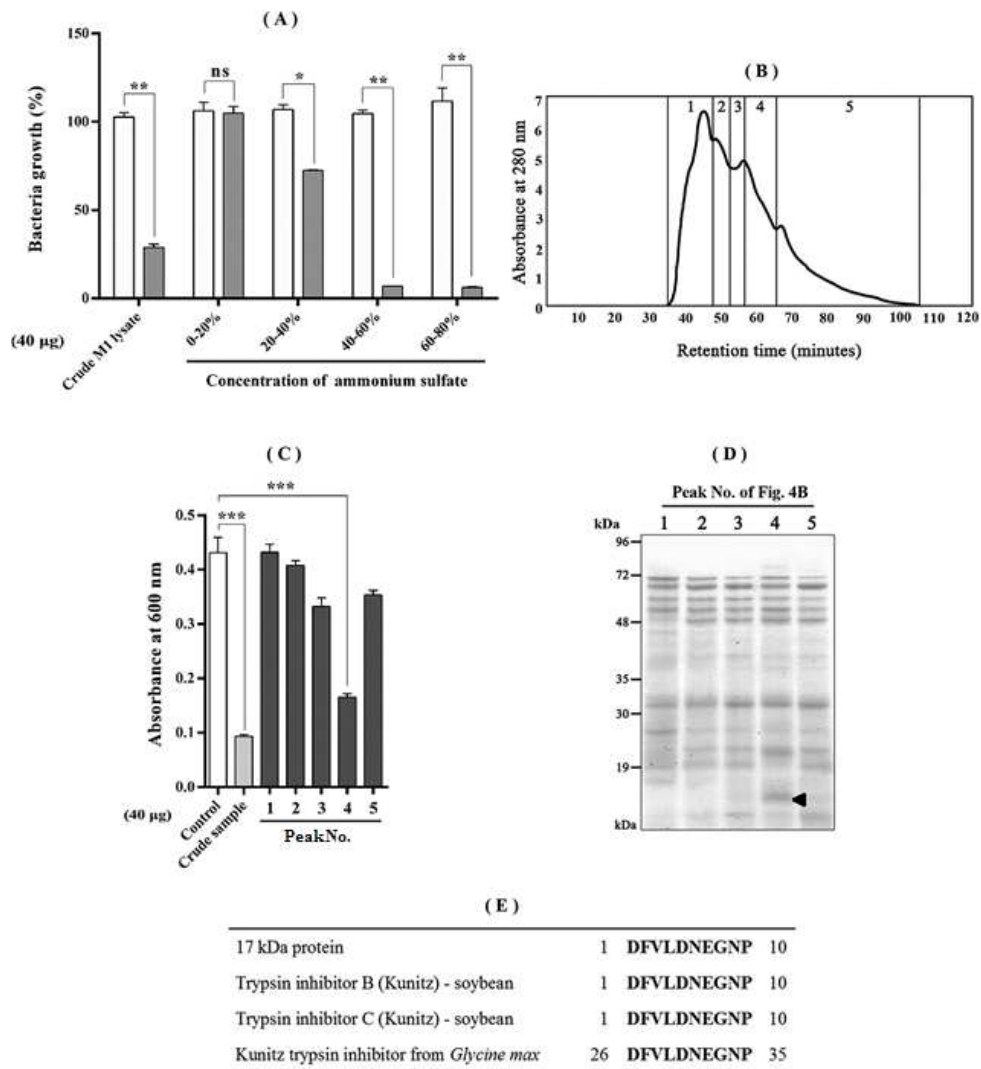 ( A )
150
100
50
0
Bacteria growth (%)
**
ns
*
**
**
(40 µg)
Crude M1 lysate
0-20%
20-40%
40-60%
60-80%
Concentration of ammonium sulfate
( B )
7
6
5
4
3
2
1
0
Absorbance at 280 nm
1 2 3 4 5
10 20 30 40 50 60 70 80 90 100 110 120
Retention time (minutes)
( C )
0.5
0.4
0.3
0.2
0.1
0.0
Absorbance at 600 nm
***
***
(40 µg)
Control
Crude sample
1 2 3 4 5
PeakNo.
( D )
Peak No. of Fig. 4B
kDa 1 2 3 4 5
96
72
48
35
30
19
kDa
( E )
17 kDa protein 1 DFVLDNEGNP 10
Trypsin inhibitor B (Kunitz) - soybean 1 DFVLDNEGNP 10
Trypsin inhibitor C (Kunitz) - soybean 1 DFVLDNEGNP 10
Kunitz trypsin inhibitor from Glycine max 26 DFVLDNEGNP 35